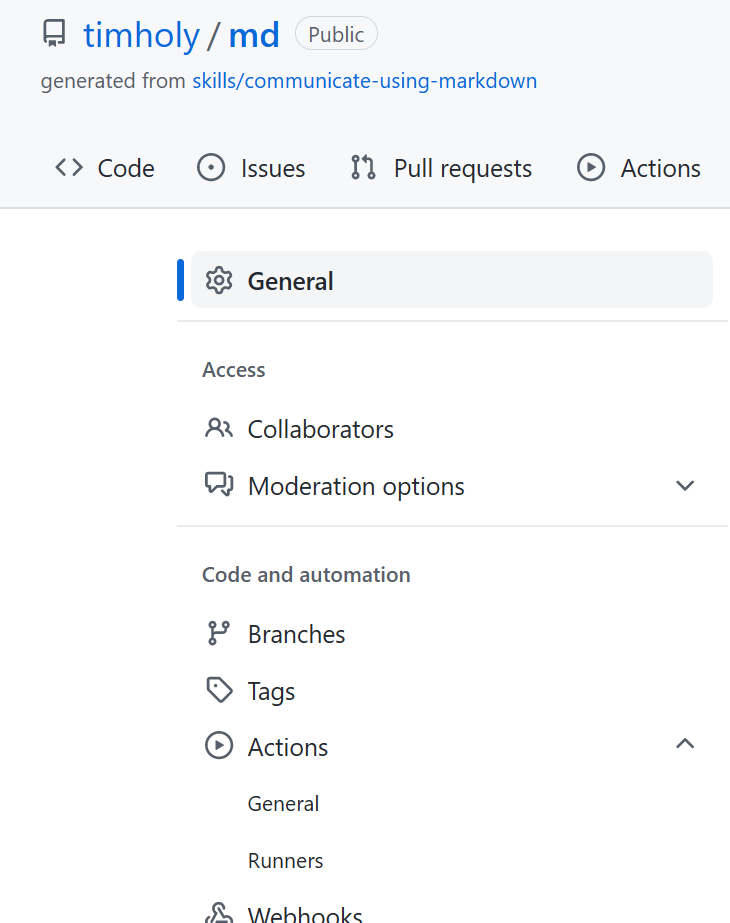 timholy / md Public
generated from skills/communicate-using-markdown
Code Issues Pull requests Actions
General
Access
Collaborators
Moderation options
Code and automation
Branches
Tags
Actions
General
Runners
Webhooks